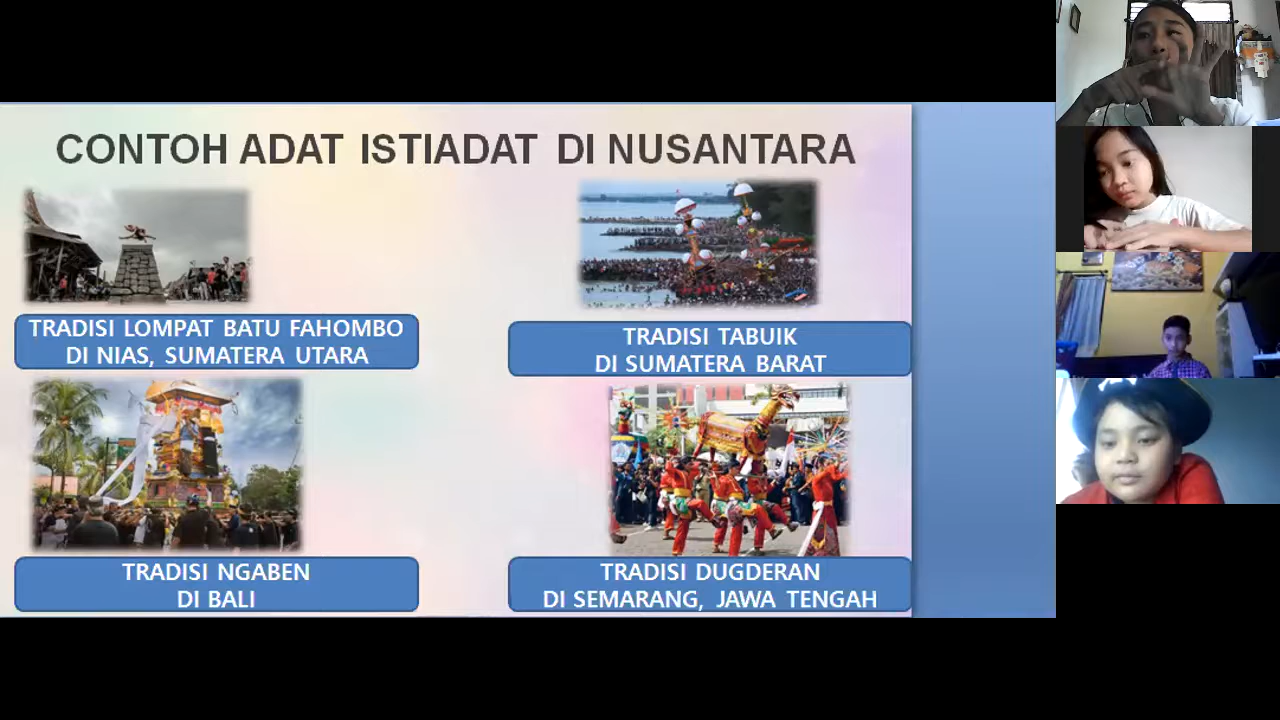 CONTOH ADAT ISTIADAT DI NUSANTARA
TRADISI LOMPAT BATU FAHOMBO
DI NIAS, SUMATERA UTARA
TRADISI TABUIK
DI SUMATERA BARAT
TRADISI NGABEN
DI BALI
TRADISI DUGDERAN
DI SEMARANG, JAWA TENGAH